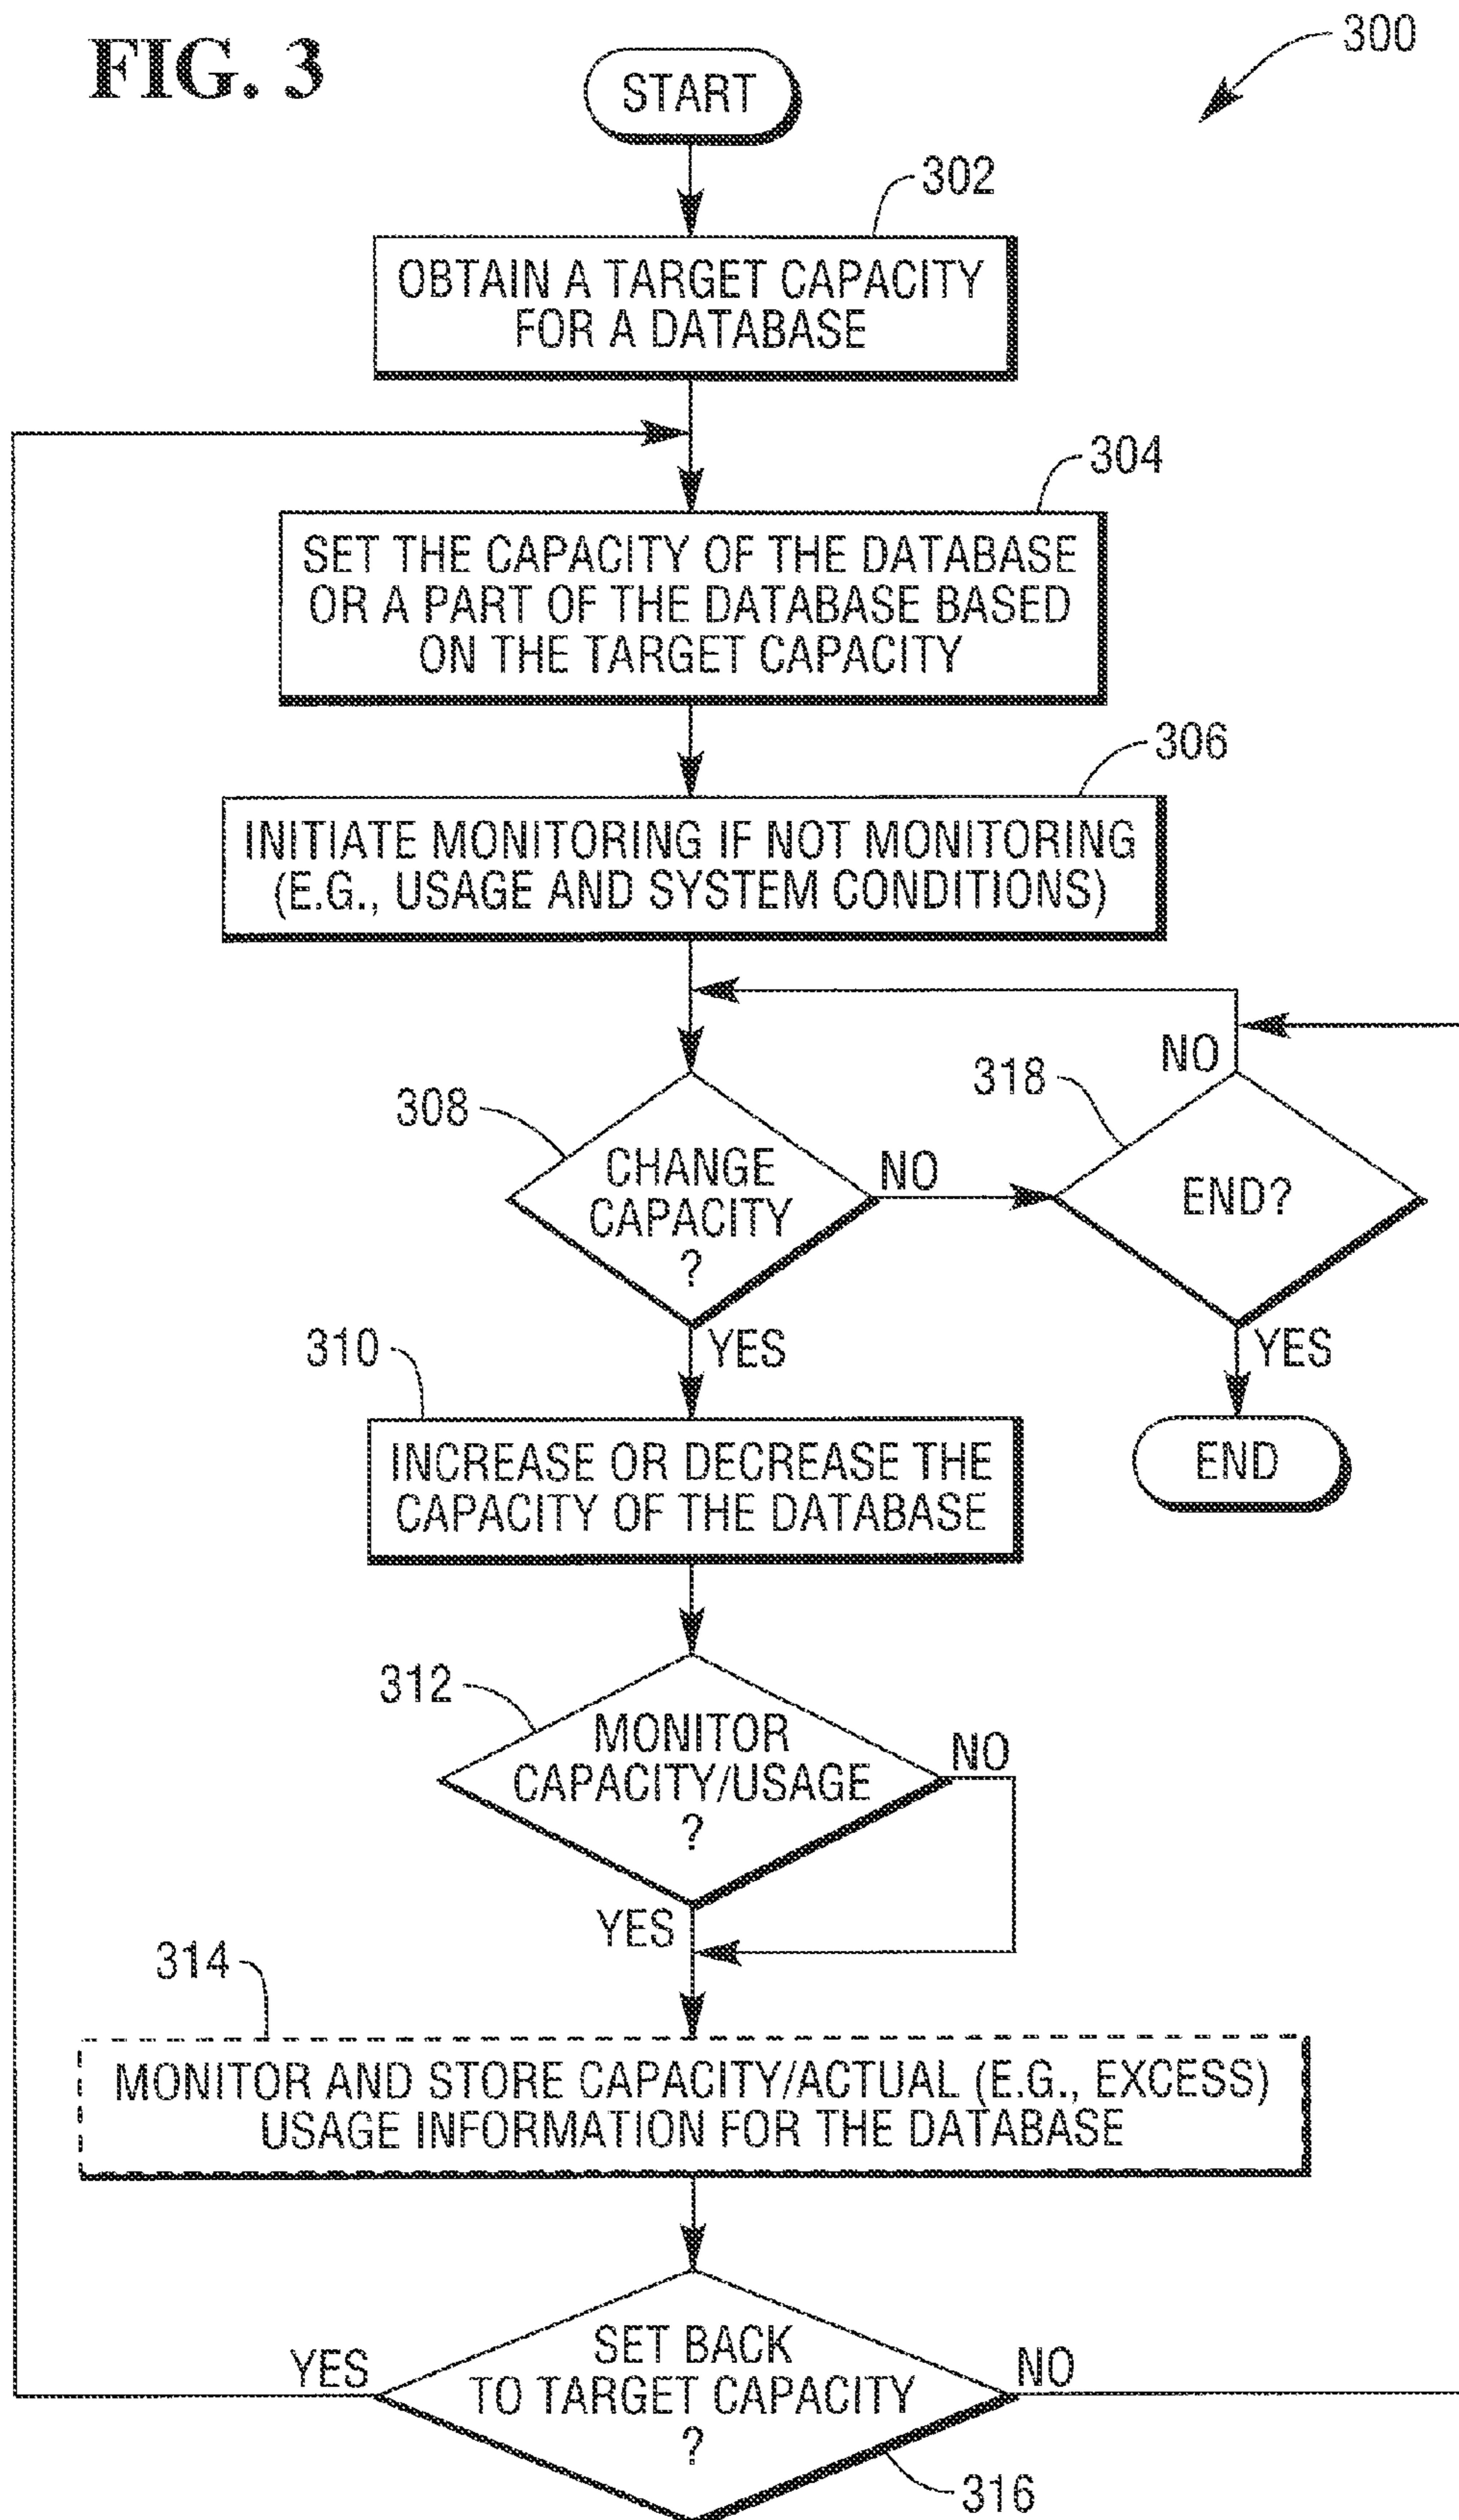 FIG. 3
300
START
302
OBTAIN A TARGET CAPACITY
FOR A DATABASE
304
SET THE CAPACITY OF THE DATABASE
OR A PART OF THE DATABASE BASED
ON THE TARGET CAPACITY
306
INITIATE MONITORING IF NOT MONITORING
(E.G., USAGE AND SYSTEM CONDITIONS)
308
CHANGE
CAPACITY
?
NO
318
NO
END?
YES
YES
310
INCREASE OR DECREASE THE
CAPACITY OF THE DATABASE
END
312
MONITOR
CAPACITY/USAGE
?
NO
YES
314
MONITOR AND STORE CAPACITY/ACTUAL (E.G., EXCESS)
USAGE INFORMATION FOR THE DATABASE
YES
SET BACK
TO TARGET CAPACITY
?
NO
316